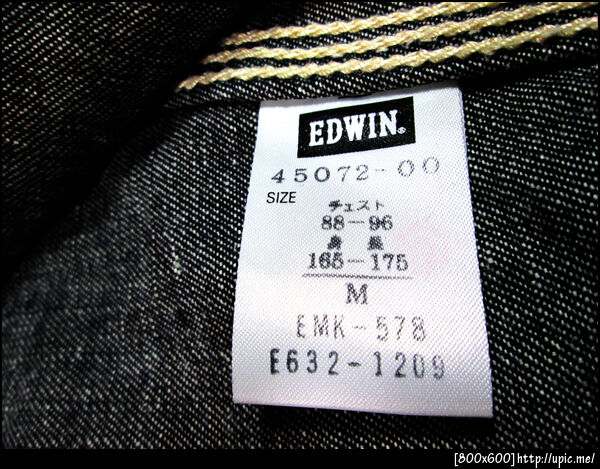 EDWIN®
45072-00
SIZE
チェスト
88-96
身長
165-175
M
EMK-578
E632-1209
[800x600]http://upic.me/